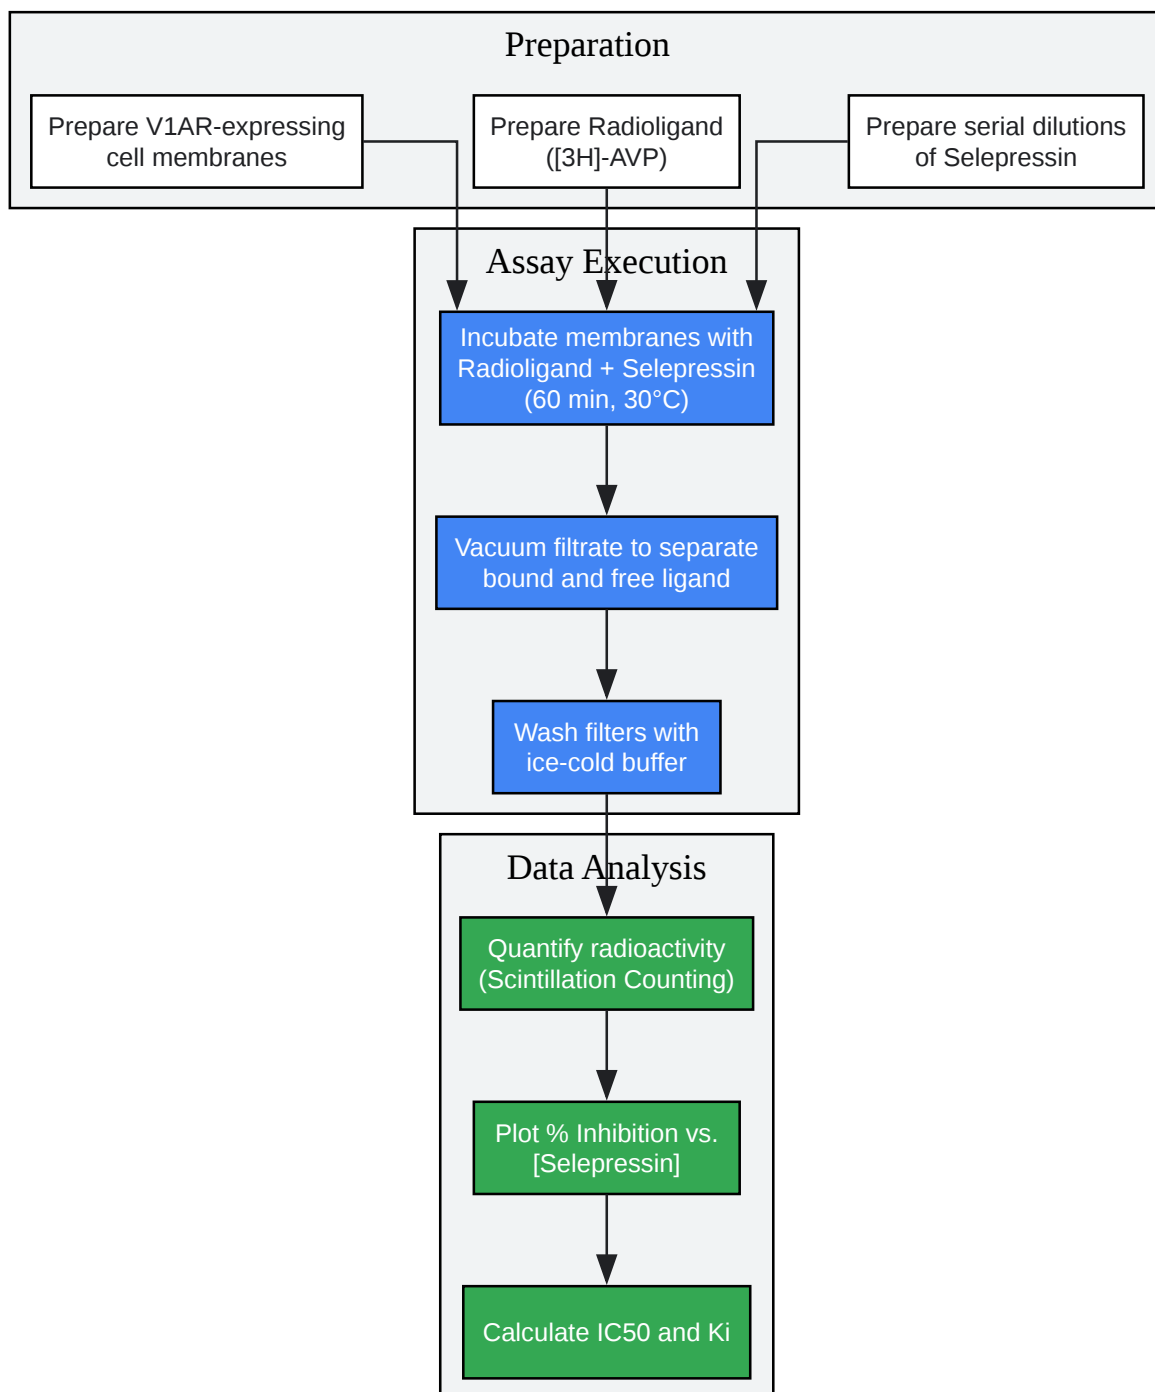 Preparation
Prepare V1AR-expressing
cell membranes
Prepare Radioligand
([3H]-AVP)
Prepare serial dilutions
of Selepressin
Assay Execution
Incubate membranes with
Radioligand + Selepressin
(60 min, 30°C)
Vacuum filtrate to separate
bound and free ligand
Wash filters with
ice-cold buffer
Data Analysis
Quantify radioactivity
(Scintillation Counting)
Plot % Inhibition vs.
[Selepressin]
Calculate IC50 and Ki